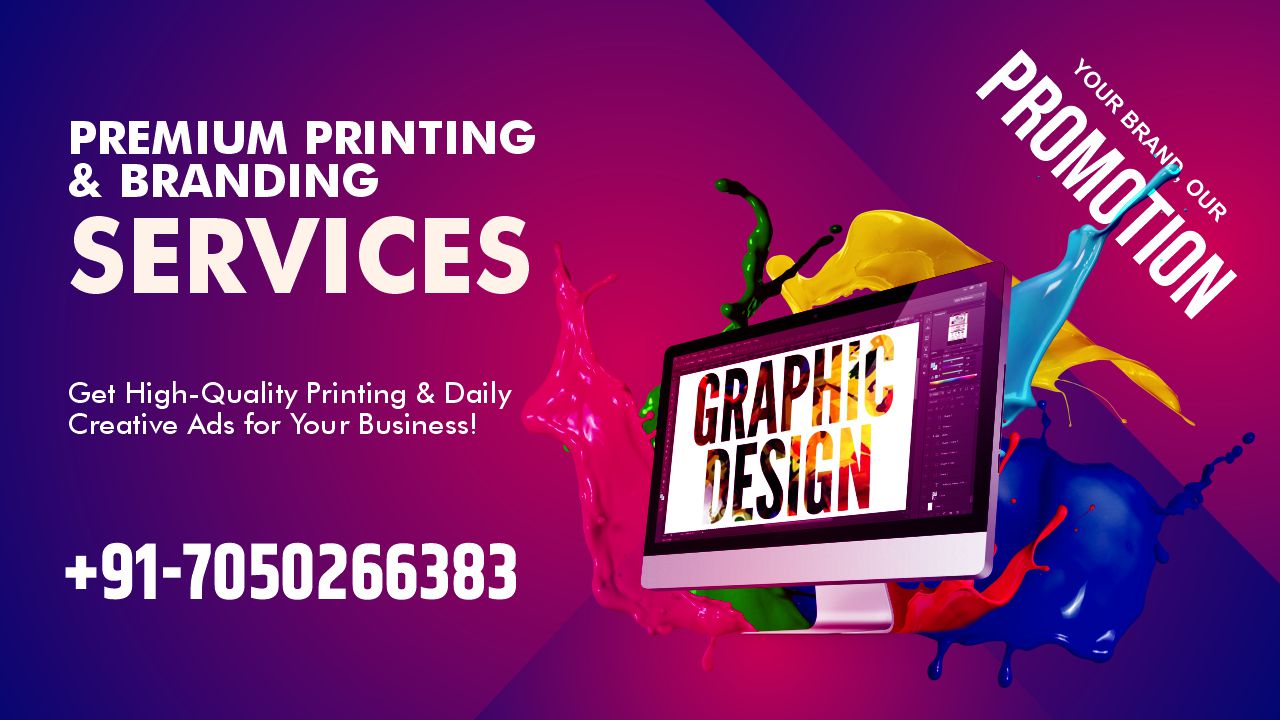 PREMIUM PRINTING
& BRANDING
SERVICES
Get High-Quality Printing & Daily
Creative Ads for Your Business!
+91-7050266383
YOUR BRAND, OUR
PROMOTION
GRAPHIC
DESIGN